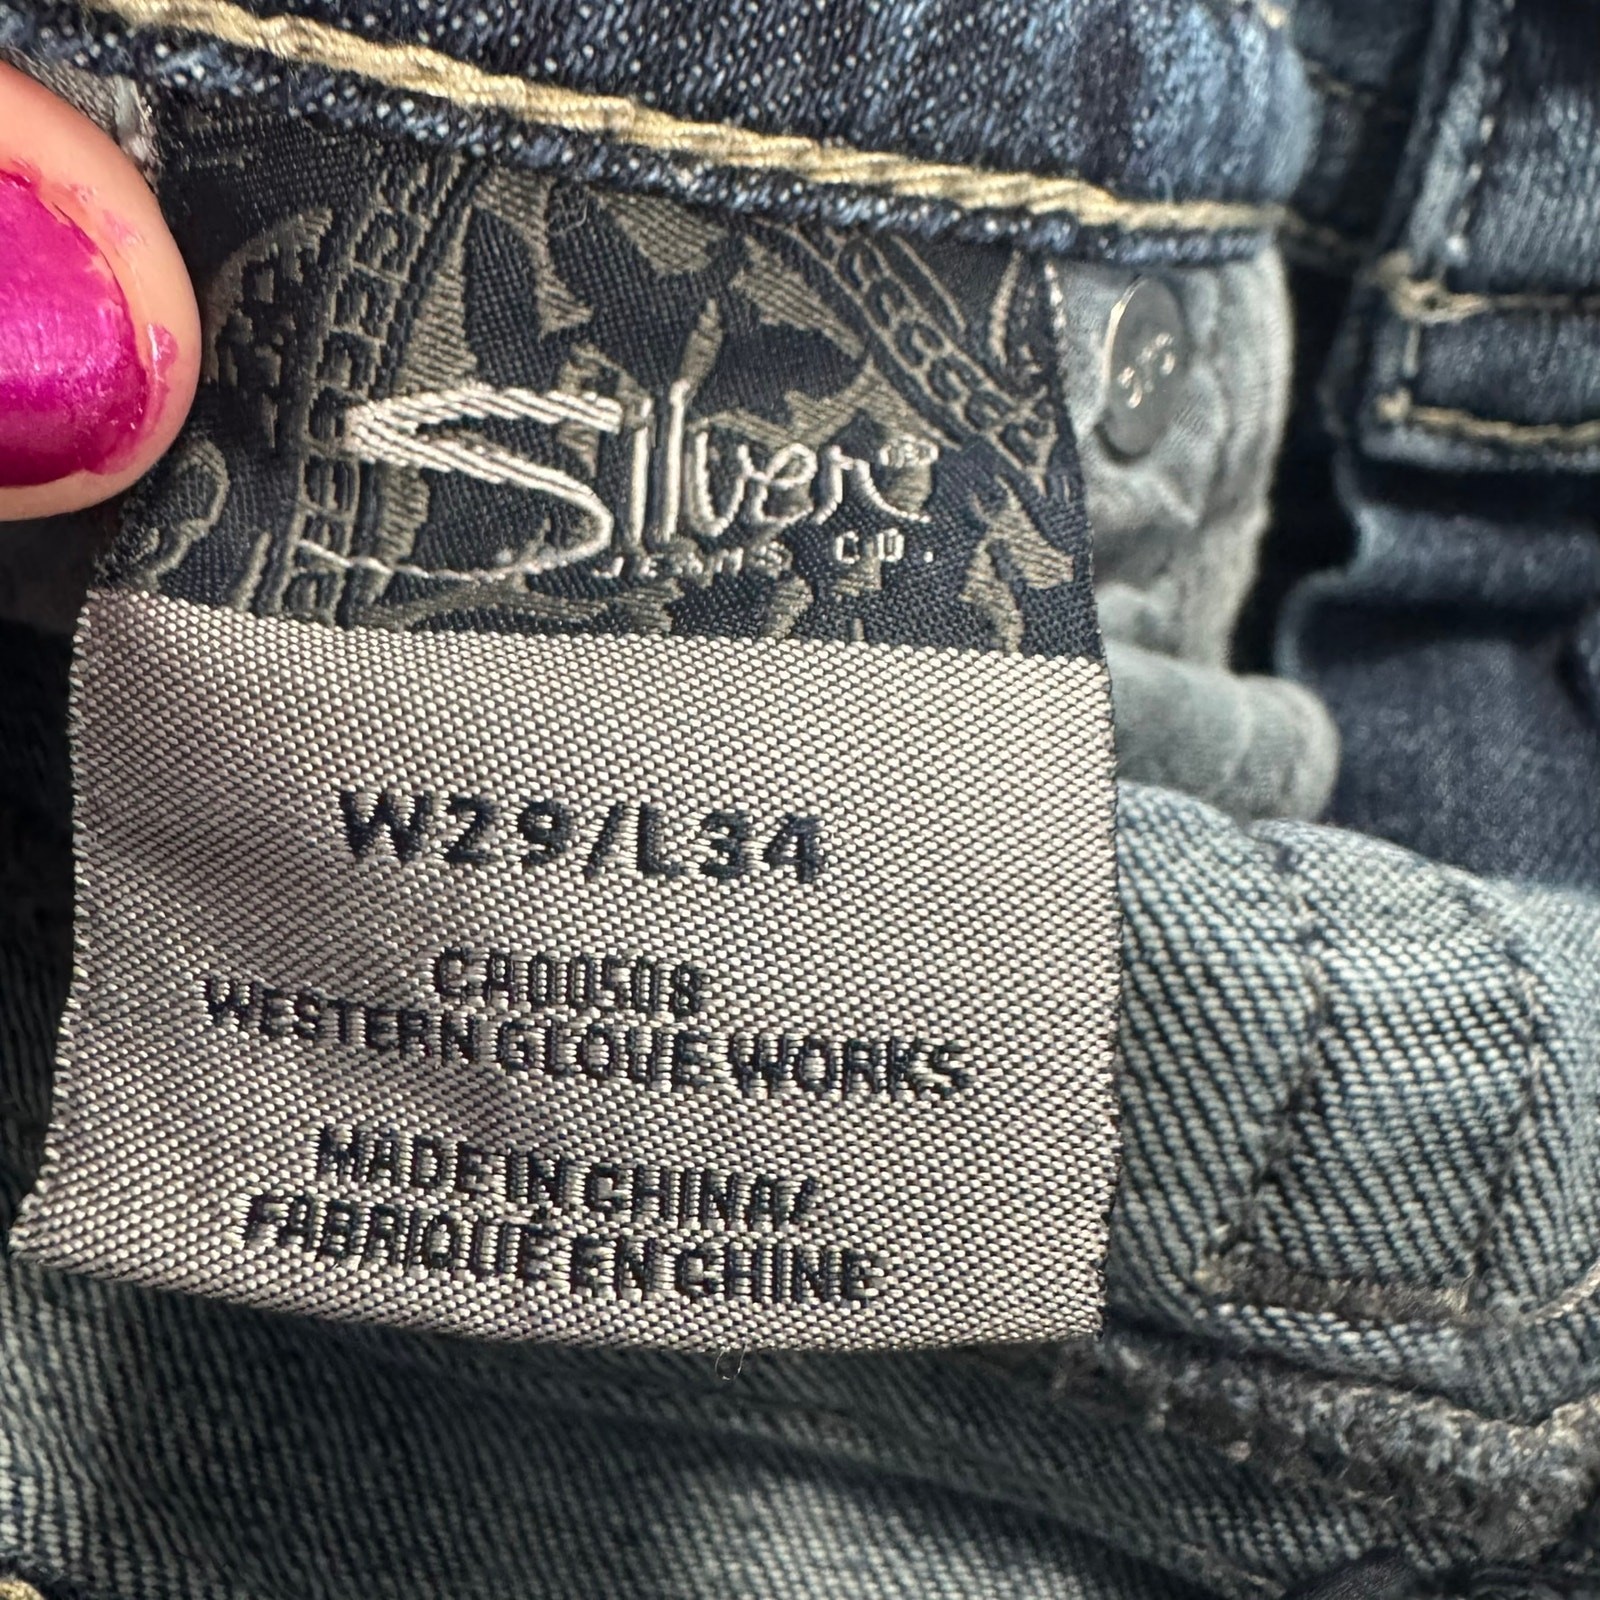 Silver®
JEANS CO.
W29/L34
CA00508
WESTERN GLOVE WORKS
MADE IN CHINA/
FABRIQUÉ EN CHINE